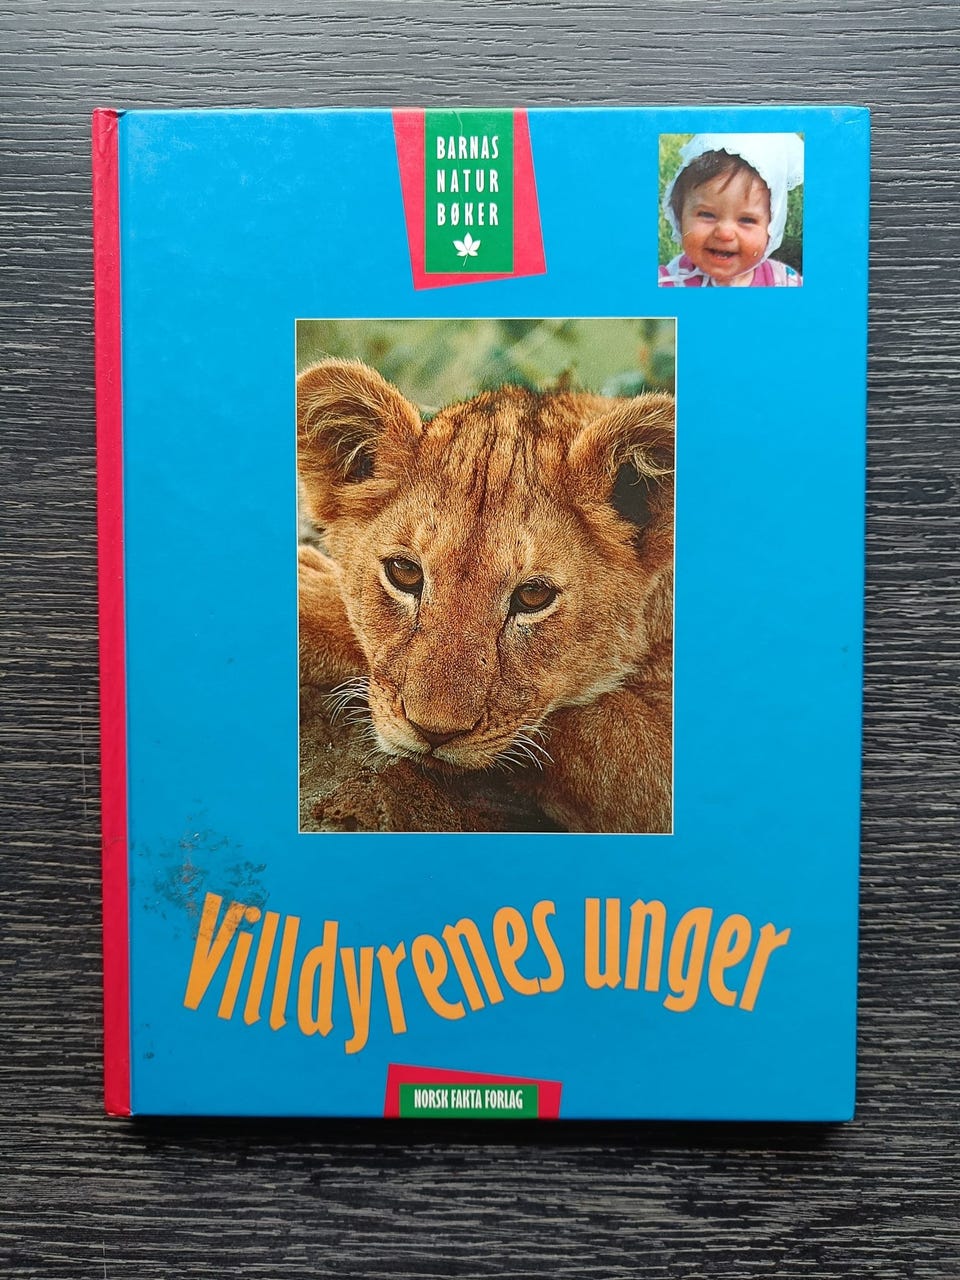 BARNAS
NATUR
BØKER
Villdyrenes unger
NORSK FAKTA FORLAG